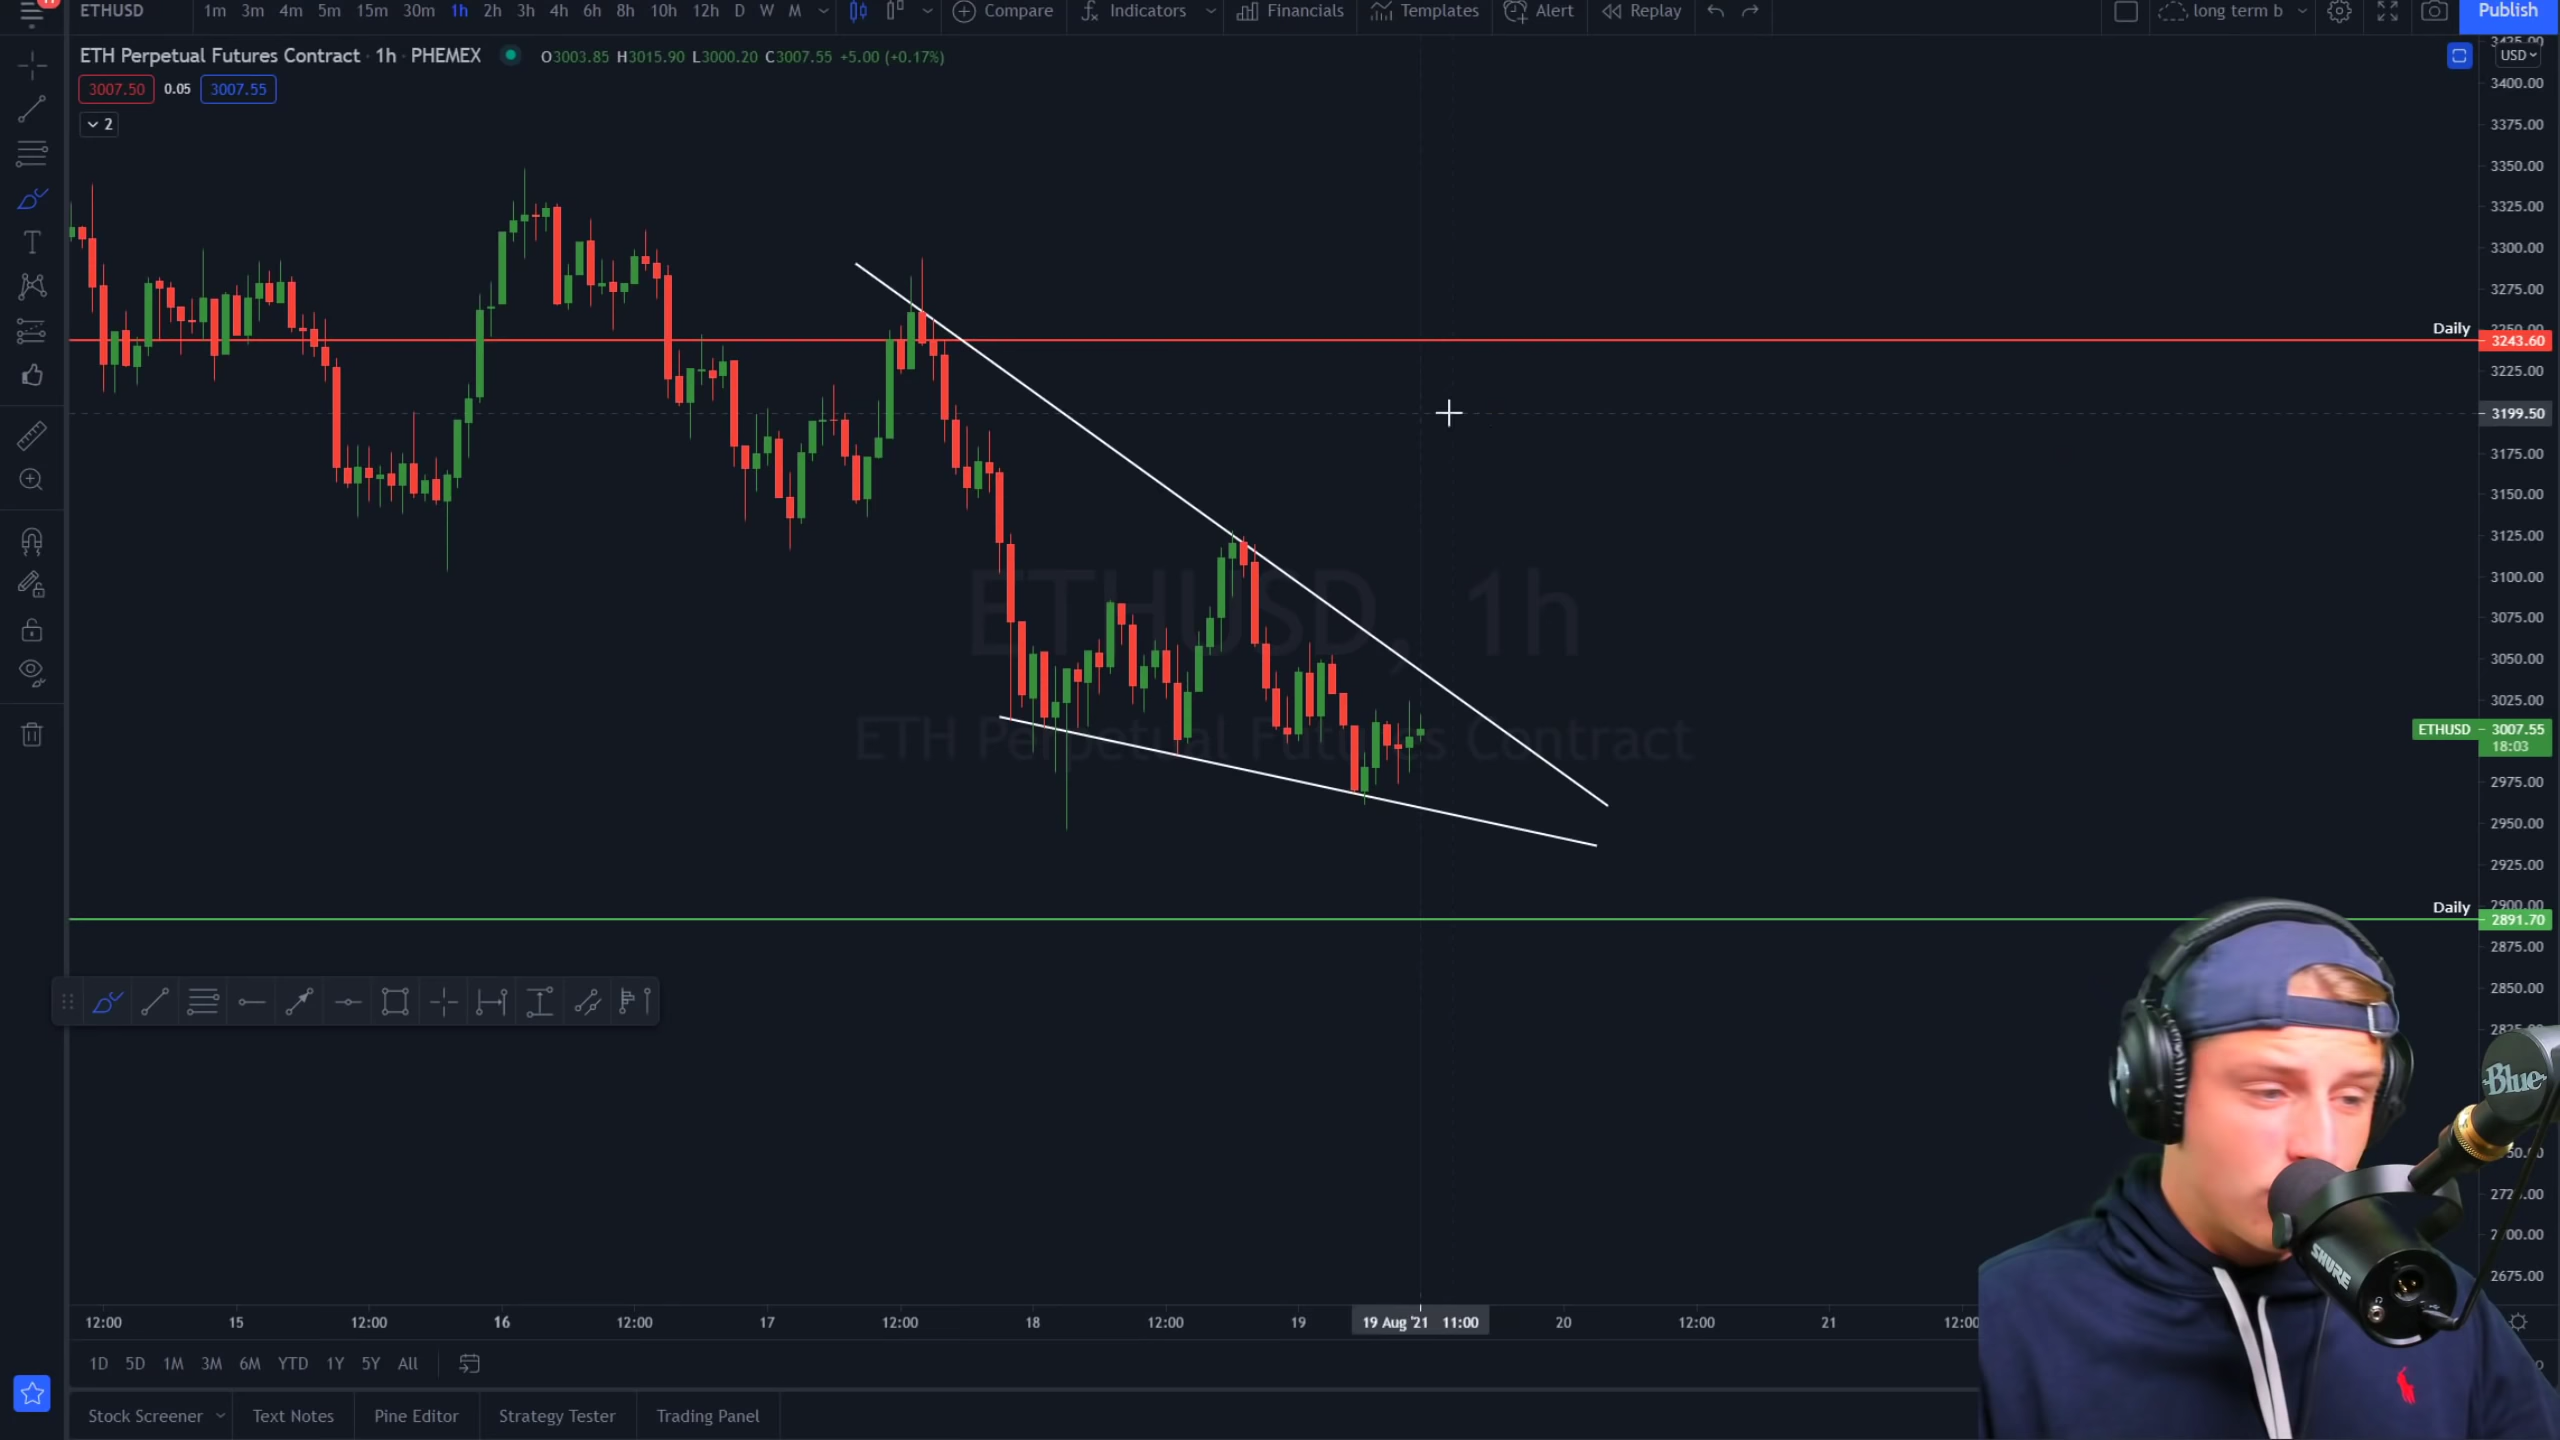 ETHUSD 1m 3m 4m 5m 15m 30m 1h 2h 3h 4h 6h 8h 10h 12h D W M Compare Indicators Financials Templates Alert Replay long term b Publish
ETH Perpetual Futures Contract · 1h · PHEMEX O3003.85 H3015.90 L3000.20 C3007.55 +5.00 (+0.17%)
USD
3007.50 0.05 3007.55
2
3400.00
3375.00
3350.00
3325.00
3300.00
3275.00
Daily
3243.60
3225.00
3199.50
3175.00
3150.00
3125.00
3100.00
ETHUSD, 1h
3075.00
3050.00
3025.00
ETH Perpetual Futures Contract
ETHUSD 3007.55
18:03
2975.00
2950.00
2925.00
Daily 2900.00
2891.70
2875.00
2850.00
Blue
2675.00
SHURE
12:00 15 12:00 16 12:00 17 12:00 18 12:00 19 19 Aug '21 11:00 20 12:00 21 12:00
1D 5D 1M 3M 6M YTD 1Y 5Y All
Stock Screener Text Notes Pine Editor Strategy Tester Trading Panel